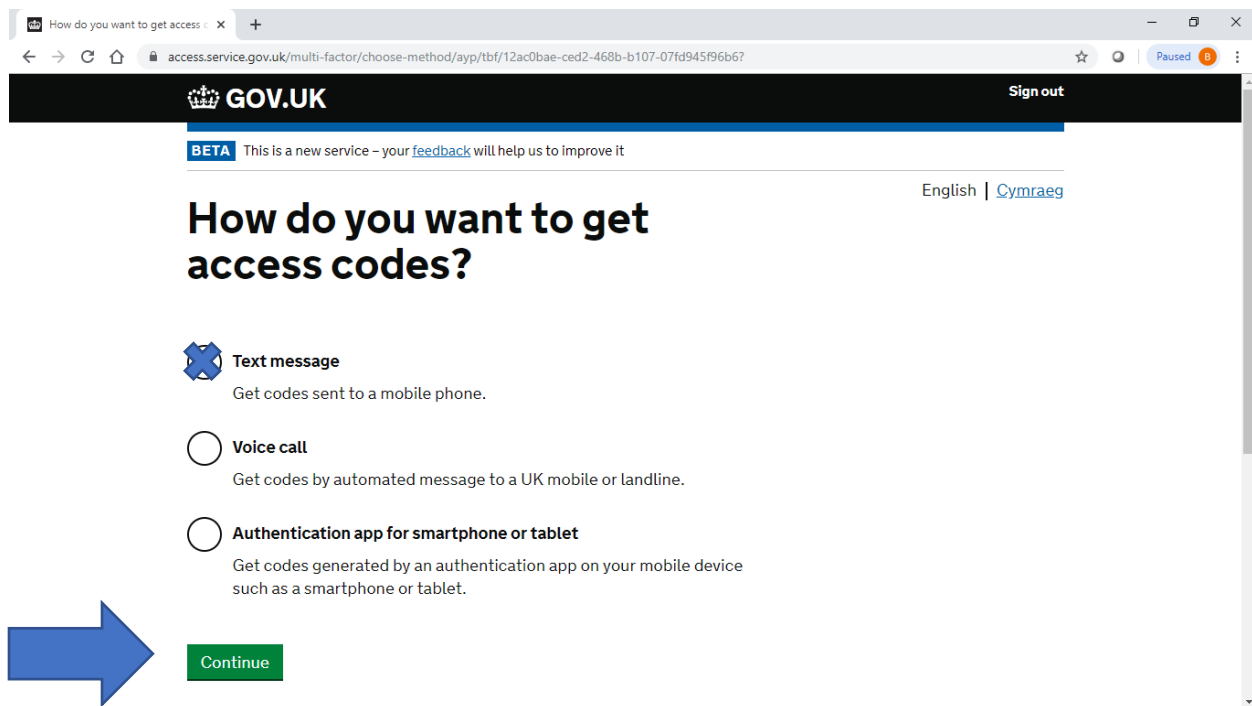 How do you want to get access c
access.service.gov.uk/multi-factor/choose-method/ayp/tbf/12ac0bae-ced2-468b-b107-07fd945f96b6?
Paused B
GOV.UK
Sign out
BETA This is a new service – your feedback will help us to improve it
English | Cymraeg
How do you want to get
access codes?
Text message
Get codes sent to a mobile phone.
Voice call
Get codes by automated message to a UK mobile or landline.
Authentication app for smartphone or tablet
Get codes generated by an authentication app on your mobile device
such as a smartphone or tablet.
Continue